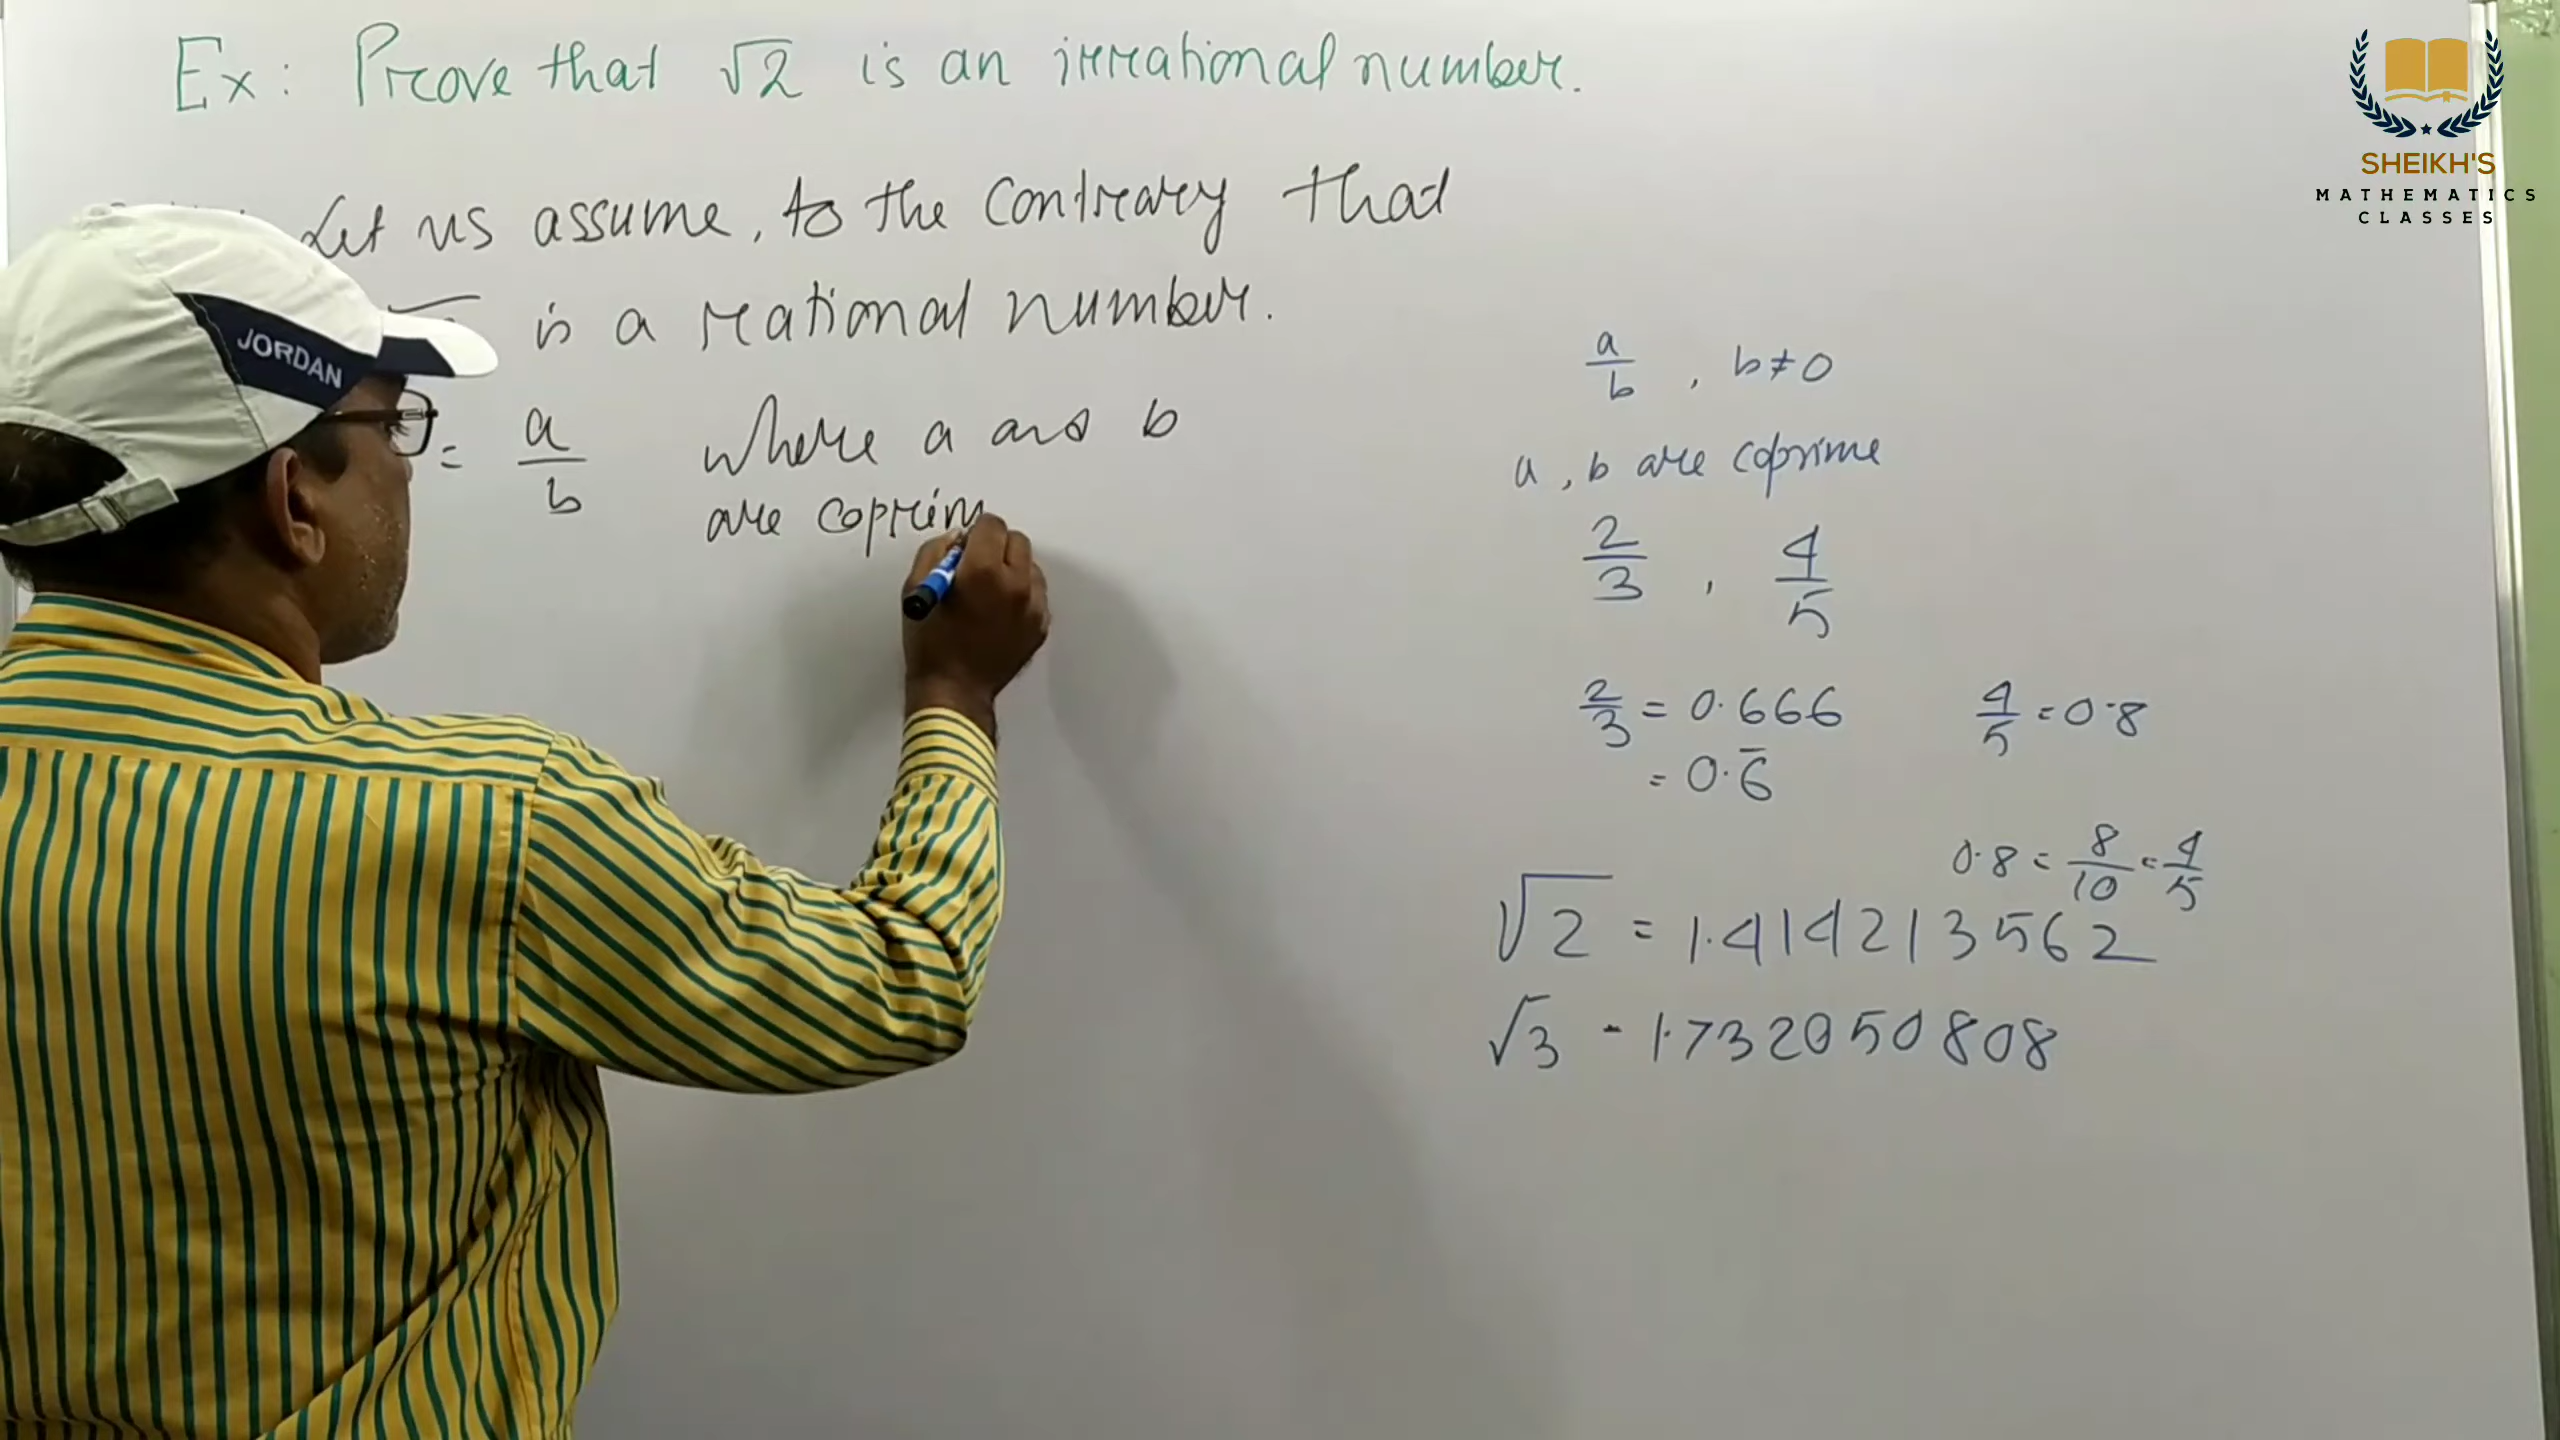 Ex: Prove that √2 is an irrational number.
Let us assume, to the contrary that
is a rational number.
= a/b where a and b
are coprim
a/b , b≠0
a, b are coprime
2/3 , 4/5
2/3 = 0.666
= 0.6̅
4/5 = 0.8
0.8 = 8/10 = 4/5
√2 = 1.414213562
√3 - 1.732050808
JORDAN
SHEIKH'S
MATHEMATICS
CLASSES